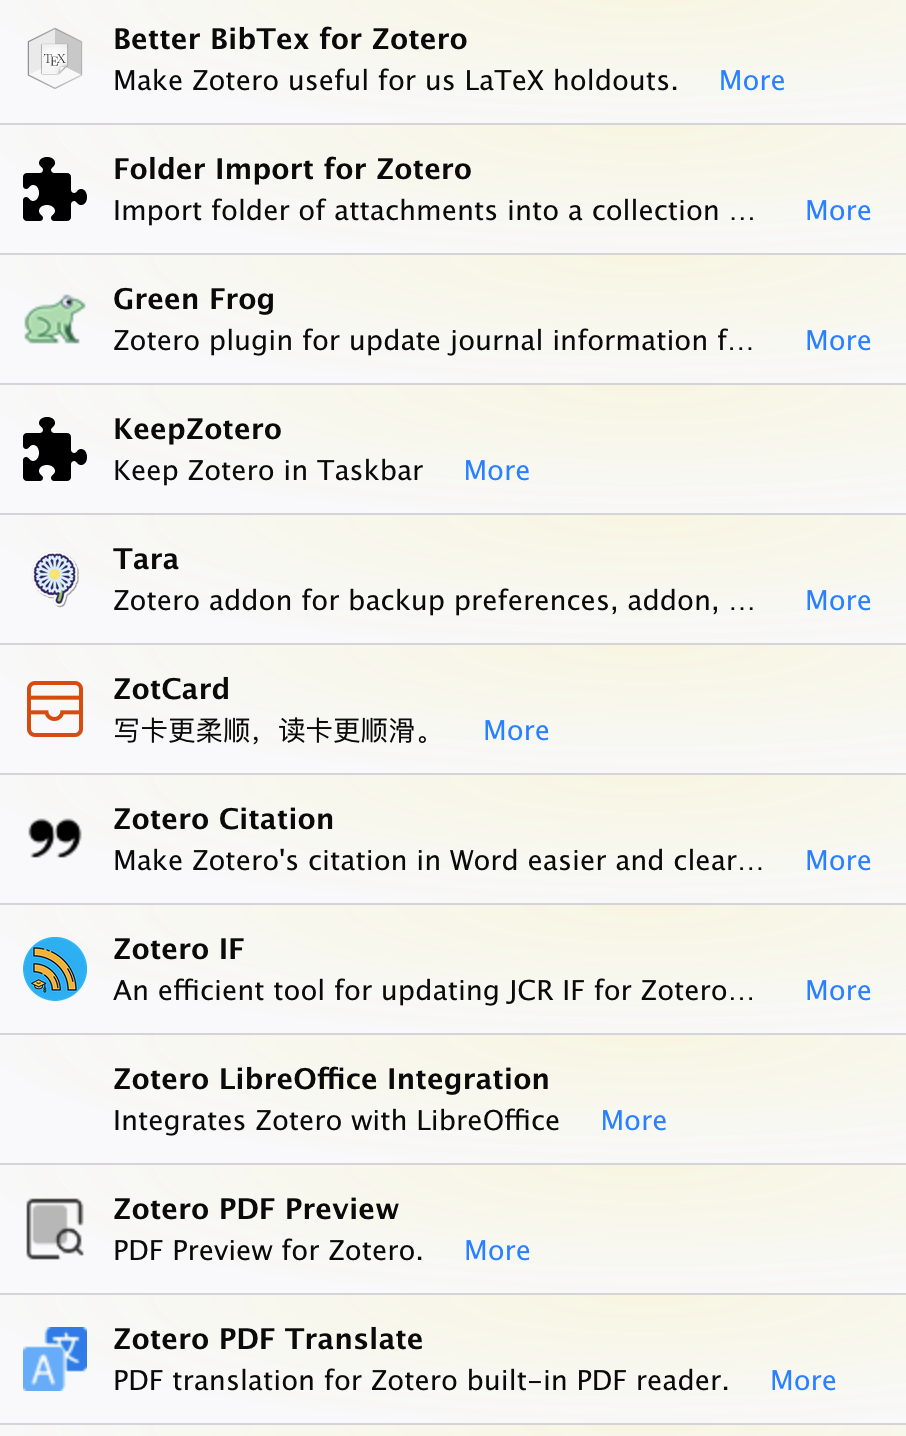 TEX
Better BibTex for Zotero
Make Zotero useful for us LaTeX holdouts. More
Folder Import for Zotero
Import folder of attachments into a collection ... More
Green Frog
Zotero plugin for update journal information f... More
KeepZotero
Keep Zotero in Taskbar More
Tara
Zotero addon for backup preferences, addon, ... More
ZotCard
写卡更柔顺，读卡更顺滑。 More
Zotero Citation
Make Zotero's citation in Word easier and clear... More
Zotero IF
An efficient tool for updating JCR IF for Zotero... More
Zotero LibreOffice Integration
Integrates Zotero with LibreOffice More
Zotero PDF Preview
PDF Preview for Zotero. More
A 文
Zotero PDF Translate
PDF translation for Zotero built-in PDF reader. More